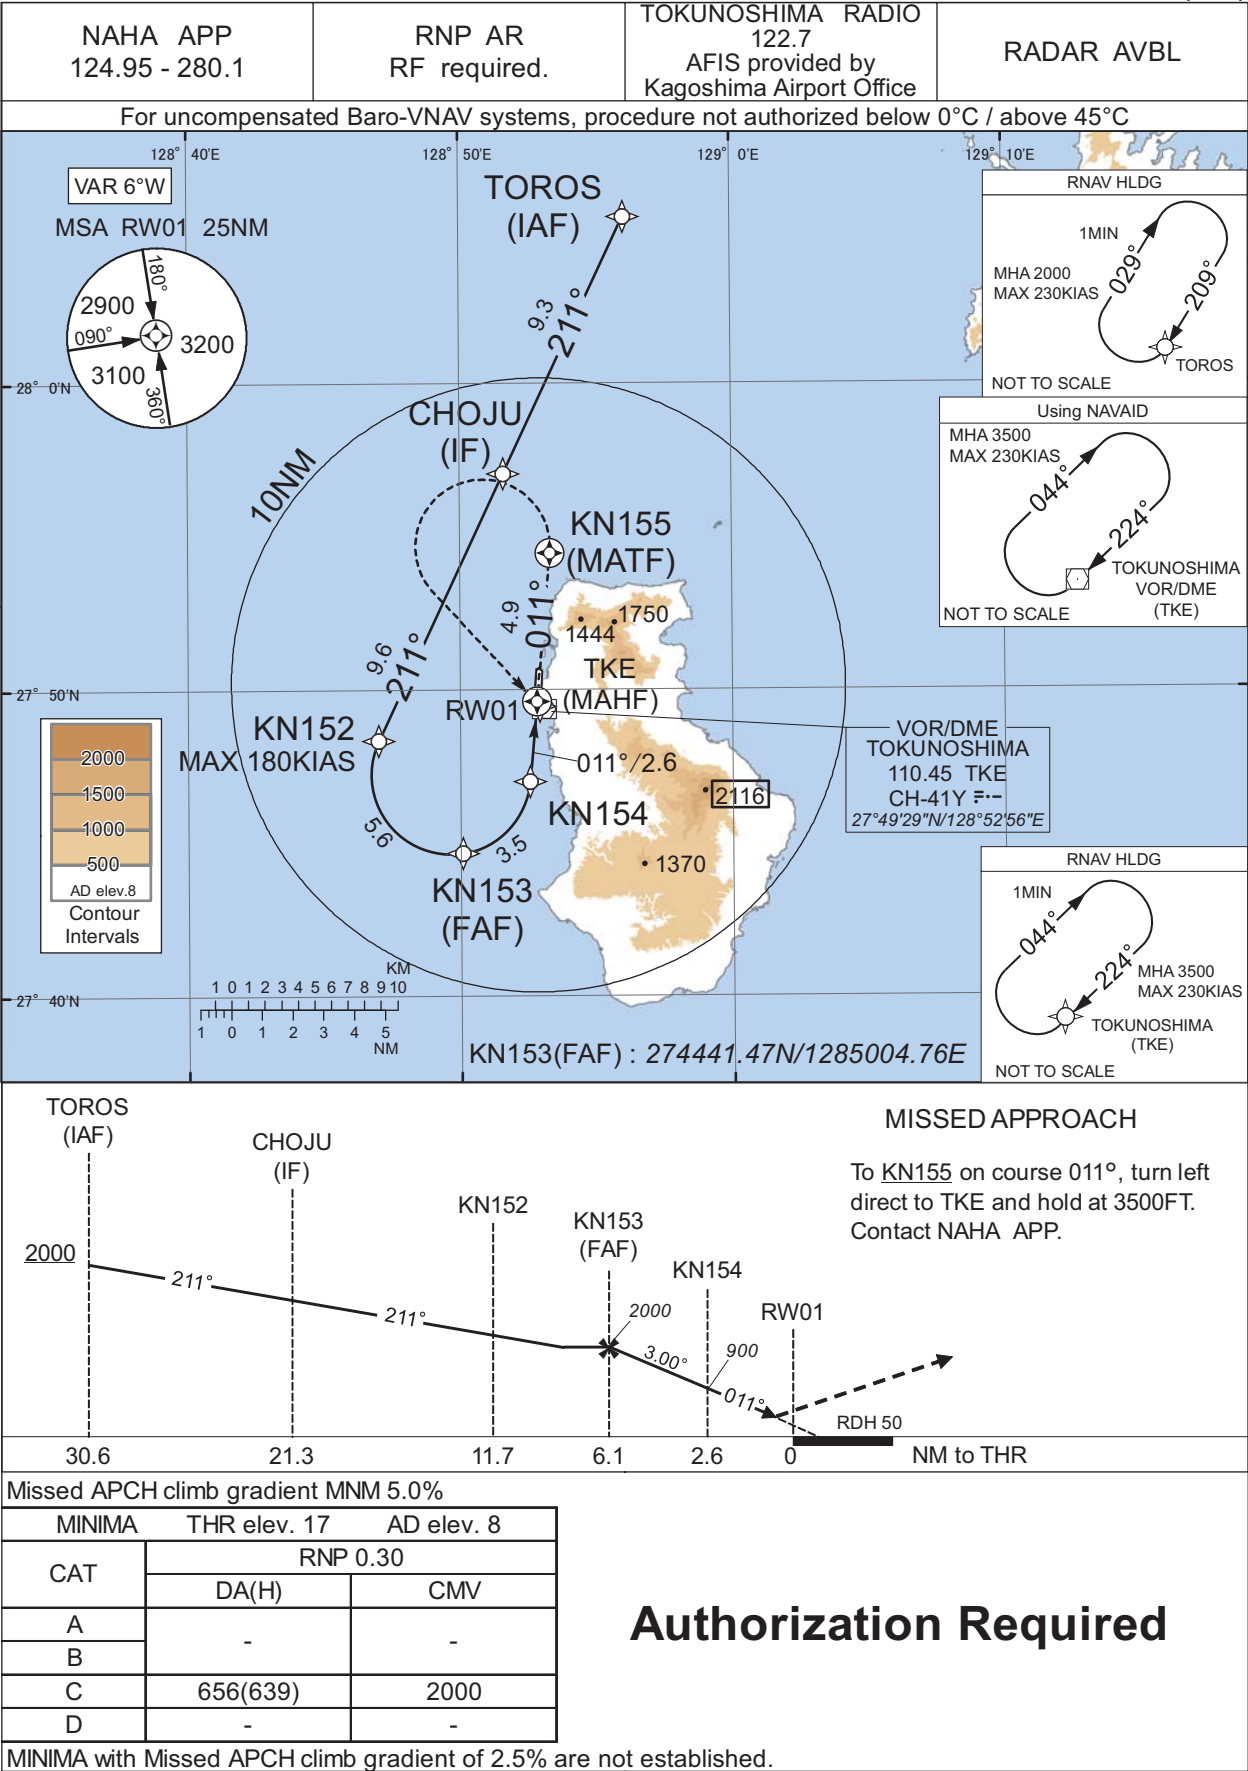 NAHA APP
124.95 - 280.1
RNP AR
RF required.
TOKUNOSHIMA RADIO
122.7
AFIS provided by
Kagoshima Airport Office
RADAR AVBL
For uncompensated Baro-VNAV systems, procedure not authorized below 0°C / above 45°C
128° 40'E
128° 50'E
129° 0'E
129° 10'E
VAR 6°W
MSA RW01 25NM
180°
2900
090°
3200
3100
360°
TOROS
(IAF)
9.3
211°
RNAV HLDG
1MIN
029°
209°
MHA 2000
MAX 230KIAS
TOROS
NOT TO SCALE
28° 0'N
CHOJU
(IF)
10NM
Using NAVAID
MHA 3500
MAX 230KIAS
044°
224°
TOKUNOSHIMA
VOR/DME
(TKE)
NOT TO SCALE
KN155
(MATF)
4.9
011°
1444
1750
9.6
211°
TKE
(MAHF)
27° 50'N
RW01
KN152
MAX 180KIAS
VOR/DME
TOKUNOSHIMA
110.45 TKE
CH-41Y
27°49'29"N/128°52'56"E
011°/2.6
KN154
2116
2000
1500
1000
500
AD elev.8
Contour
Intervals
5.6
3.5
1370
KN153
(FAF)
RNAV HLDG
1MIN
044°
224°
MHA 3500
MAX 230KIAS
TOKUNOSHIMA
(TKE)
NOT TO SCALE
27° 40'N
KM
1 0 1 2 3 4 5 6 7 8 9 10
1 0 1 2 3 4 5
NM
KN153(FAF) : 274441.47N/1285004.76E
TOROS
(IAF)
CHOJU
(IF)
KN152
KN153
(FAF)
KN154
RW01
2000
211°
211°
2000
3.00°
900
011°
RDH 50
30.6
21.3
11.7
6.1
2.6
0
NM to THR
MISSED APPROACH
To KN155 on course 011°, turn left
direct to TKE and hold at 3500FT.
Contact NAHA APP.
Missed APCH climb gradient MNM 5.0%
MINIMA THR elev. 17 AD elev. 8
CAT
RNP 0.30
DA(H) CMV
A
B
- -
C 656(639) 2000
D - -
Authorization Required
MINIMA with Missed APCH climb gradient of 2.5% are not established.